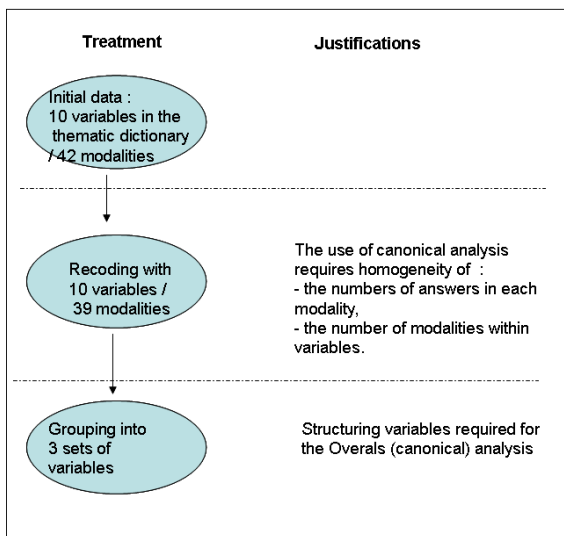 Treatment
Justifications
Initial data :
10 variables in the
thematic dictionary
/ 42 modalities
Recoding with
10 variables /
39 modalities
The use of canonical analysis
requires homogeneity of :
- the numbers of answers in each
modality,
- the number of modalities within
variables.
Grouping into
3 sets of
variables
Structuring variables required for
the Overals (canonical) analysis